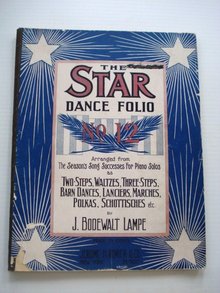 THE
STAR
DANCE FOLIO
No. 12
Arranged from
The Season's Song Successes for Piano Solos
as
TWO-STEPS, WALTZES, THREE-STEPS,
BARN DANCES, LANCIERS, MARCHES,
POLKAS, SCHOTTISCHES etc.
BY
J. BODEWALT LAMPE